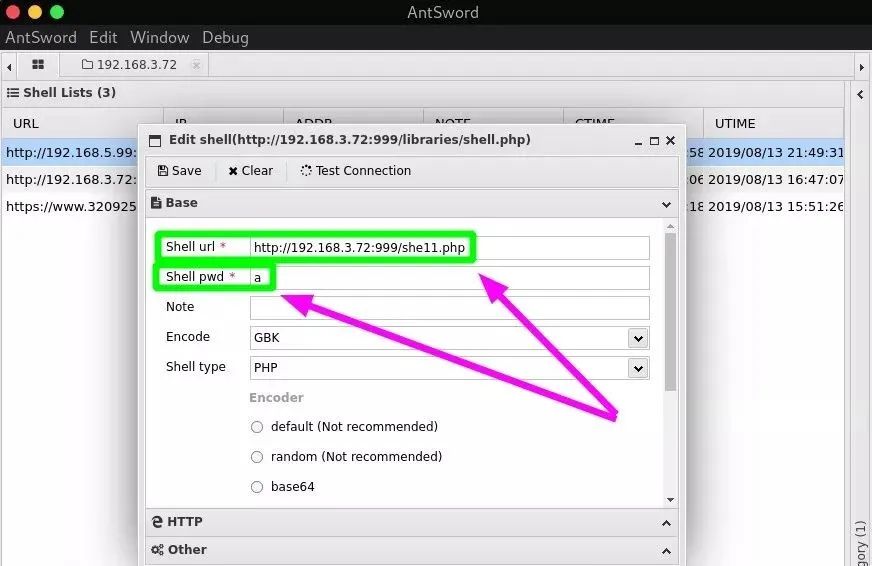 AntSword
AntSword Edit Window Debug
192.168.3.72
Shell Lists (3)
URL ADDR NOTE CTIME UTIME
Edit shell(http://192.168.3.72:999/libraries/shell.php)
http://192.168.5.99: :58 2019/08/13 21:49:31
Save Clear Test Connection
http://192.168.3.72: :06 2019/08/13 16:47:07
https://www.320925 2019/08/13 15:51:26
Base
Shell url * http://192.168.3.72:999/she11.php
Shell pwd * a
Note
Encode GBK
Shell type PHP
Encoder
default (Not recommended)
random (Not recommended)
base64
HTTP
Other
gory (1)